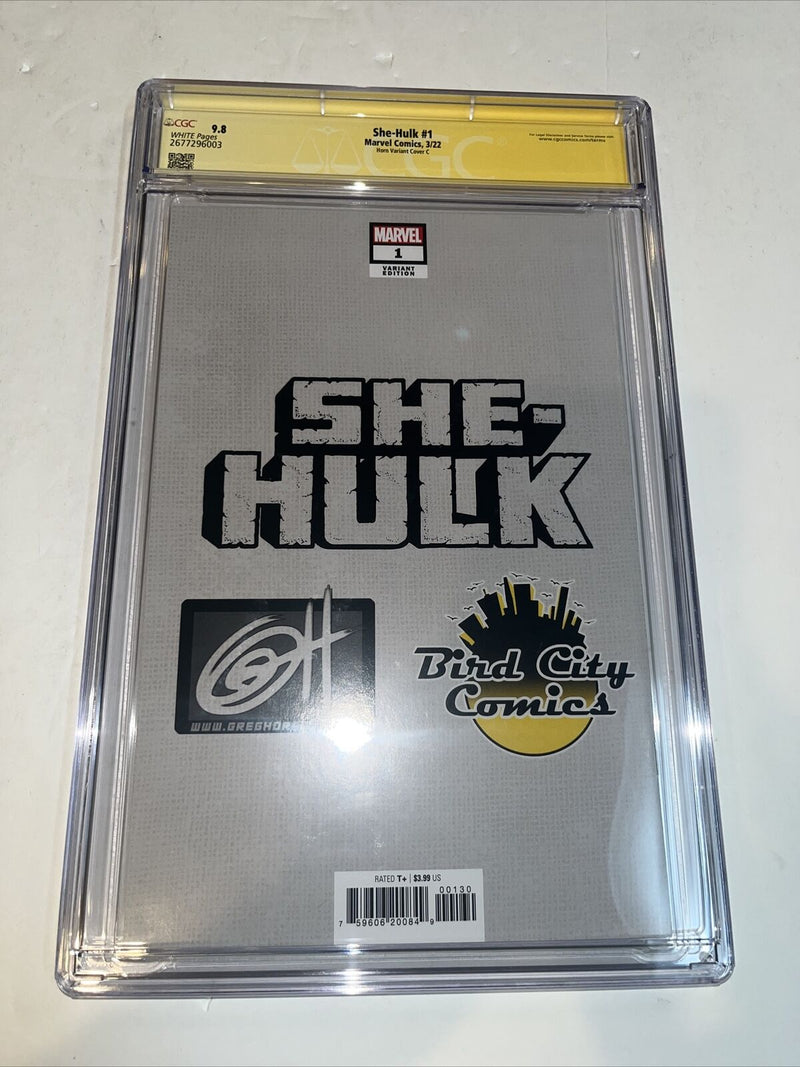 CGC 9.8
WHITE Pages
2677296003
She-Hulk #1
Marvel Comics, 3/22
Horn Variant Cover C
CGC
For Legal Disclaimer and Service Terms please visit:
www.cgccomics.com/terms
MARVEL
1
VARIANT
EDITION
SHE-
HULK
GH
Bird City
Comics
RATED T+ $3.99 US
00130
7 59606 20084 9